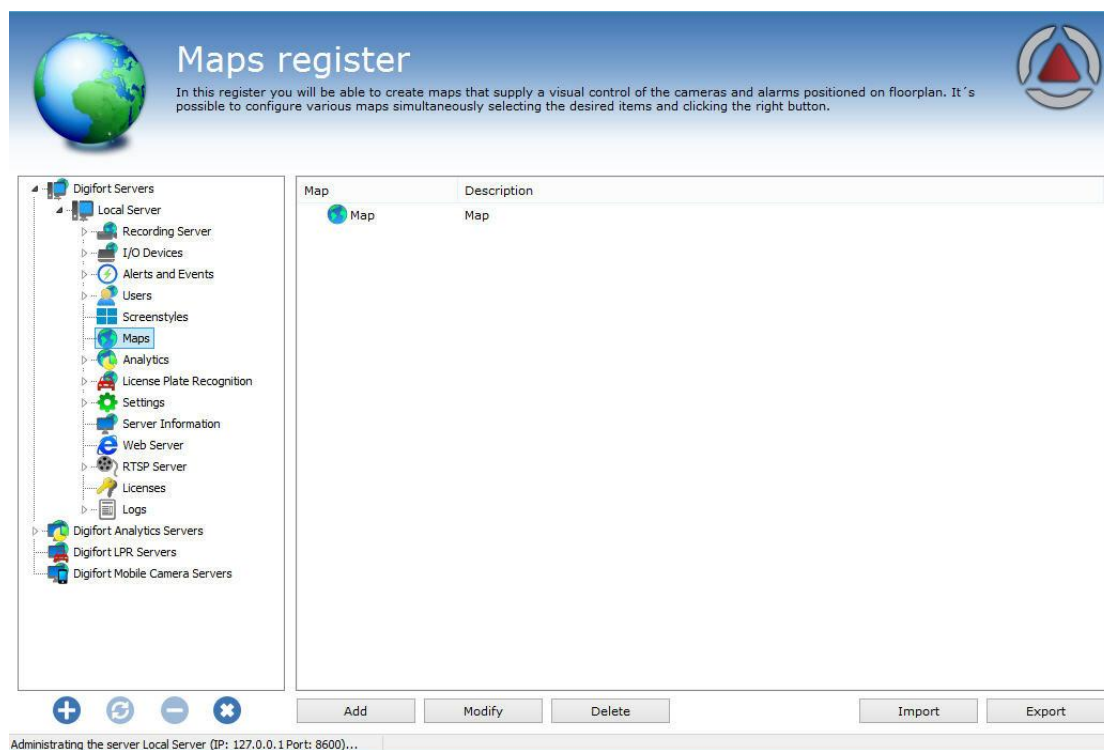 Maps register
In this register you will be able to create maps that supply a visual control of the cameras and alarms positioned on floorplan. It´s
possible to configure various maps simultaneously selecting the desired items and clicking the right button.
Digifort Servers
Local Server
Recording Server
I/O Devices
Alerts and Events
Users
Screenstyles
Maps
Analytics
License Plate Recognition
Settings
Server Information
Web Server
RTSP Server
Licenses
Logs
Digifort Analytics Servers
Digifort LPR Servers
Digifort Mobile Camera Servers
Map Description
Map Map
Add Modify Delete Import Export
Administrating the server Local Server (IP: 127.0.0.1 Port: 8600)...